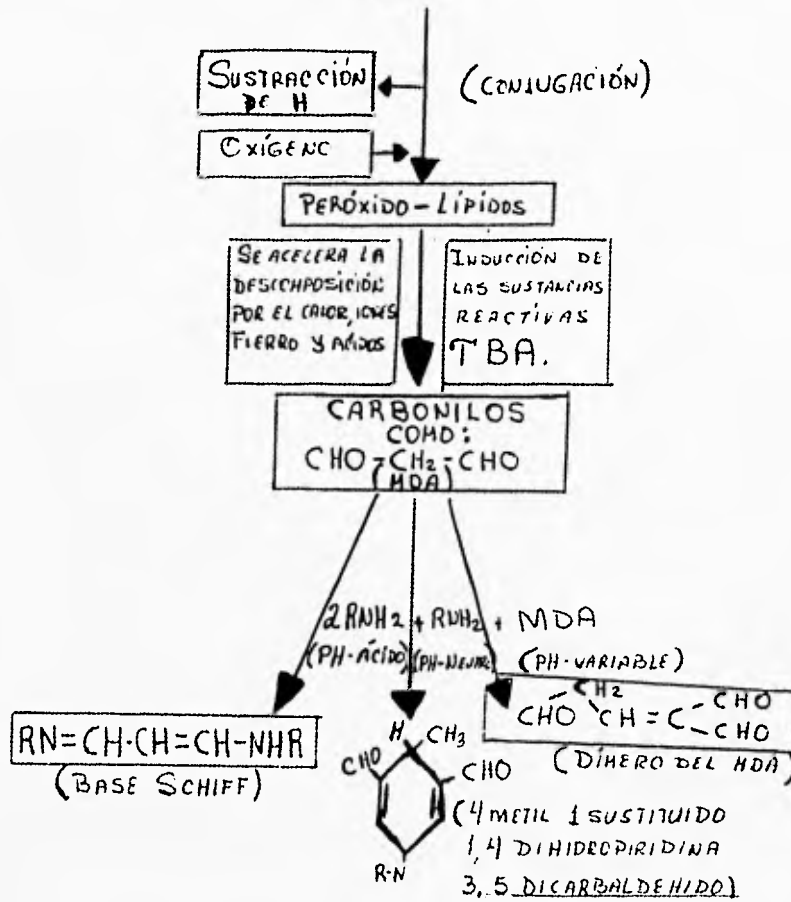 SUSTRACCIÓN
DE H
(CONJUGACIÓN)
OXÍGENO
PERÓXIDO-LÍPIDOS
SE ACELERA LA
DESCOMPOSICIÓN
POR EL CALOR, IONES
FIERRO Y ÁCIDOS
INDUCCIÓN DE
LAS SUSTANCIAS
REACTÍVAS
TBA.
CARBONILOS
COMO:
CHO-CH2-CHO
(MDA)
2RNH2 + RNH2 + MDA
(PH-ÁCIDO) (PH-NEUTRO) (PH-VARIABLE)
RN=CH-CH=CH-NHR
(BASE SCHIFF)
H CH3
CHO CHO
R-N
(4 METIL 1 SUSTITUIDO
1,4 DIHIDROPIRIDINA
3,5 DICARBALDEHIDO)
CH2 CHO
CHO CH=C
CHO
(DÍMERO DEL MDA)